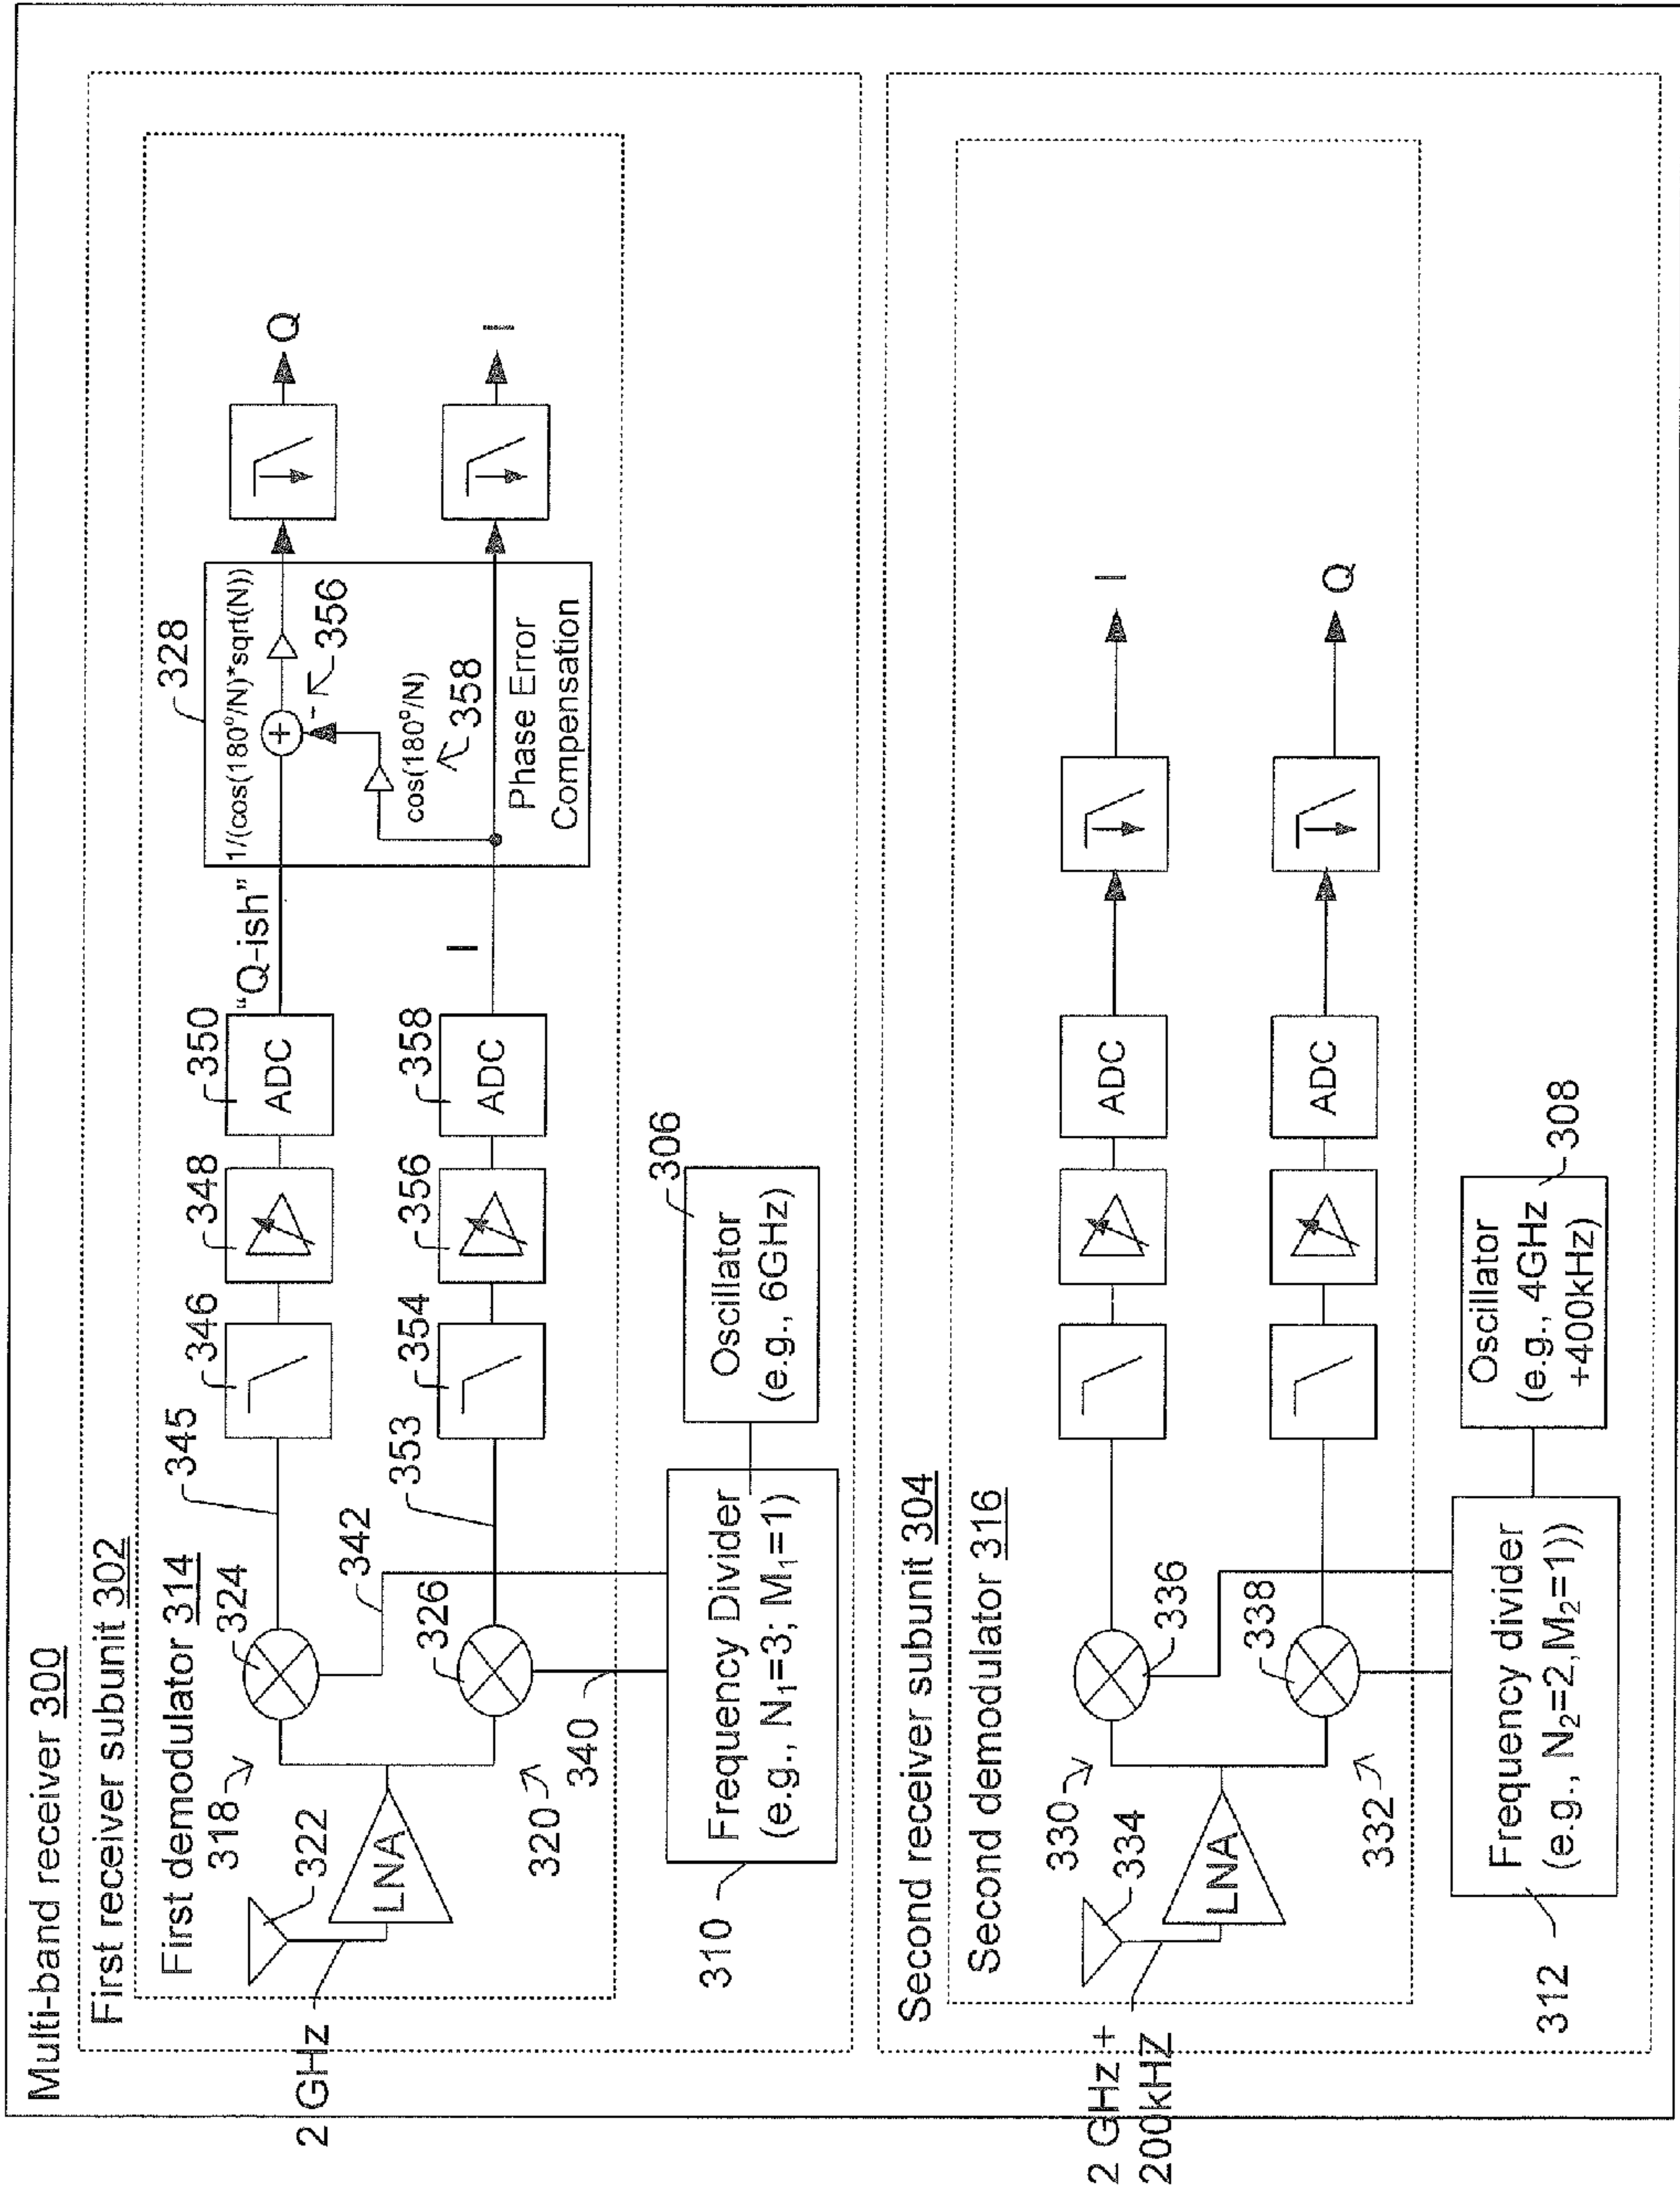 Multi-band receiver 300
First receiver subunit 302
First demodulator 314
318
322
LNA
2 GHz
320
324
326
340
342
345
353
346
348
350
354
356
358
ADC
ADC
"Q-ish"
I
328
1/(cos(180°/N)*sqrt(N))
+
-
356
cos(180°/N)
358
Phase Error
Compensation
Q
I
310
Frequency Divider
(e.g., N₁=3; M₁=1)
Oscillator
(e.g., 6GHz)
306
Second receiver subunit 304
Second demodulator 316
330
334
LNA
2 GHz +
200kHZ
332
336
338
ADC
ADC
I
Q
312
Frequency divider
(e.g., N₂=2,M₂=1))
Oscillator
(e.g., 4GHz
+400kHz)
308